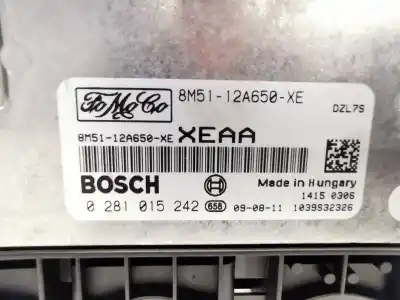 FoMoCo 8M51-12A650-XE
DZL7S
8M51-12A650-XE XEAA
BOSCH
Made in Hungary
1415 0306
0 281 015 242 658 09-08-11 1039S32326